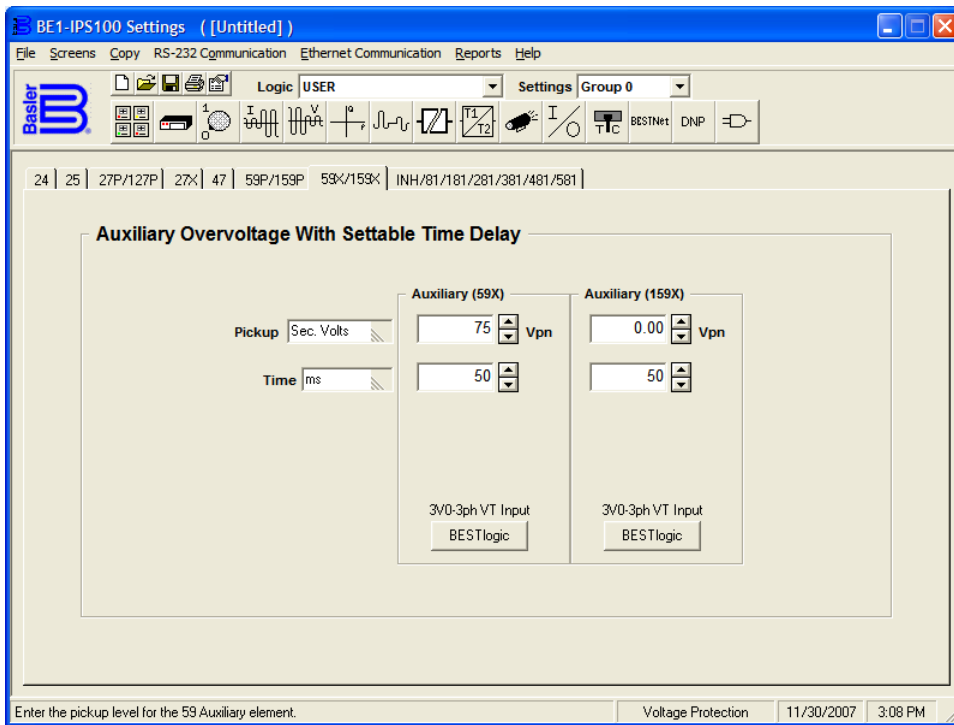 BE1-IPS100 Settings ( [Untitled] )
File Screens Copy RS-232 Communication Ethernet Communication Reports Help
Basler
Logic USER Settings Group 0
1 0 I V I T1 T2 I O T C BESTNet DNP
24 25 27P/127P 27X 47 59P/159P 59X/159X INH/81/181/281/381/481/581
Auxiliary Overvoltage With Settable Time Delay
Auxiliary (59X) Auxiliary (159X)
Pickup Sec. Volts 75 Vpn 0.00 Vpn
Time ms 50 50
3V0-3ph VT Input 3V0-3ph VT Input
BESTlogic BESTlogic
Enter the pickup level for the 59 Auxiliary element. Voltage Protection 11/30/2007 3:08 PM